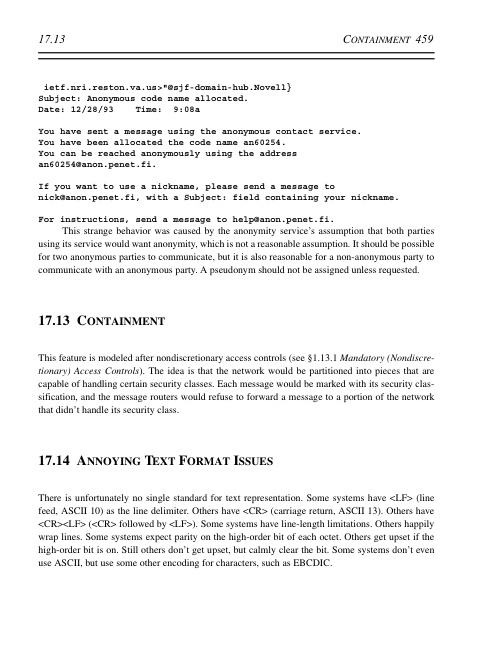 17.13 CONTAINMENT 459
ietf.nri.reston.va.us>"@sjf-domain-hub.Novell}
Subject: Anonymous code name allocated.
Date: 12/28/93    Time:  9:08a
You have sent a message using the anonymous contact service.
You have been allocated the code name an60254.
You can be reached anonymously using the address
an60254@anon.penet.fi.
If you want to use a nickname, please send a message to
nick@anon.penet.fi, with a Subject: field containing your nickname.
For instructions, send a message to help@anon.penet.fi.
This strange behavior was caused by the anonymity service's assumption that both parties
using its service would want anonymity, which is not a reasonable assumption. It should be possible
for two anonymous parties to communicate, but it is also reasonable for a non-anonymous party to
communicate with an anonymous party. A pseudonym should not be assigned unless requested.
17.13 CONTAINMENT
This feature is modeled after nondiscretionary access controls (see §1.13.1 Mandatory (Nondiscre-
tionary) Access Controls). The idea is that the network would be partitioned into pieces that are
capable of handling certain security classes. Each message would be marked with its security clas-
sification, and the message routers would refuse to forward a message to a portion of the network
that didn't handle its security class.
17.14 ANNOYING TEXT FORMAT ISSUES
There is unfortunately no single standard for text representation. Some systems have <LF> (line
feed, ASCII 10) as the line delimiter. Others have <CR> (carriage return, ASCII 13). Others have
<CR><LF> (<CR> followed by <LF>). Some systems have line-length limitations. Others happily
wrap lines. Some systems expect parity on the high-order bit of each octet. Others get upset if the
high-order bit is on. Still others don't get upset, but calmly clear the bit. Some systems don't even
use ASCII, but use some other encoding for characters, such as EBCDIC.